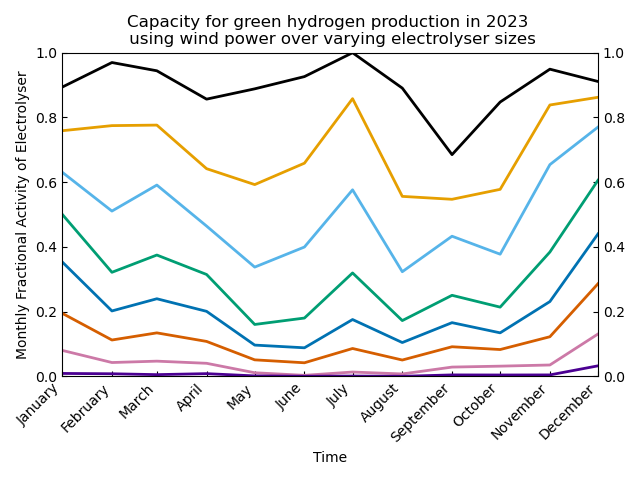 Capacity for green hydrogen production in 2023
using wind power over varying electrolyser sizes
Monthly Fractional Activity of Electrolyser
1.0
0.8
0.6
0.4
0.2
0.0
1.0
0.8
0.6
0.4
0.2
0.0
January
February
March
April
May
June
July
August
September
October
November
December
Time